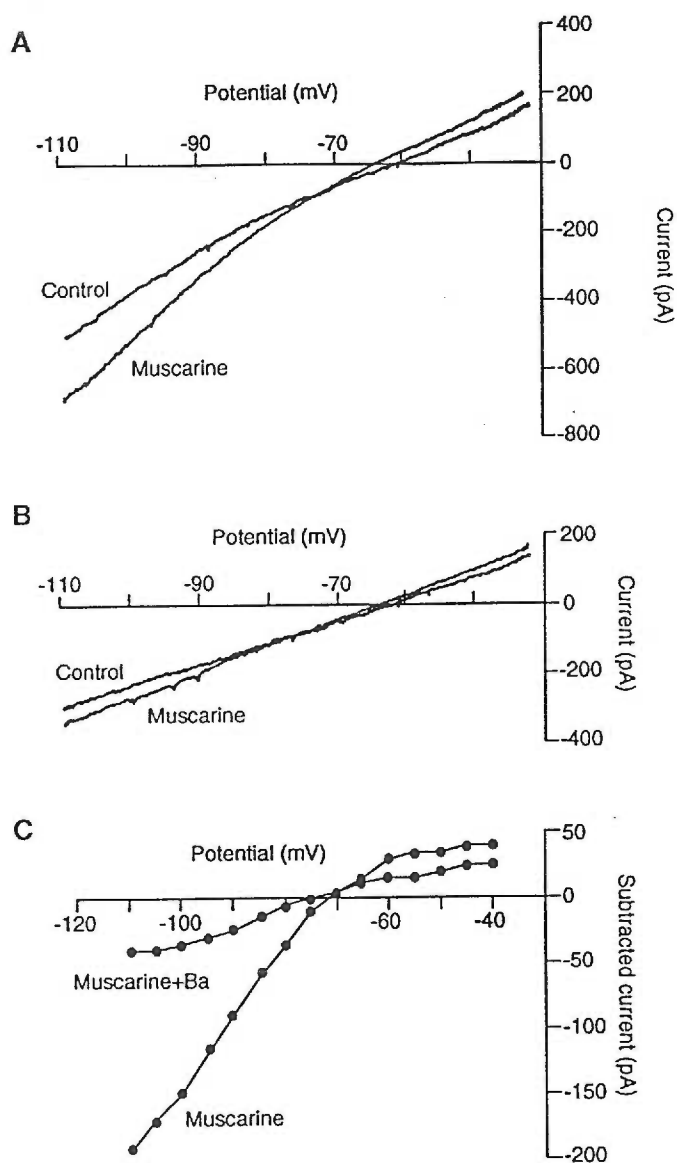 A
Potential (mV)
-110
-90
-70
400
200
0
-200
-400
-600
-800
Current (pA)
Control
Muscarine
B
Potential (mV)
-110
-90
-70
200
0
-200
-400
Current (pA)
Control
Muscarine
C
Potential (mV)
-120
-100
-80
-60
-40
50
0
-50
-100
-150
-200
Subtracted current (pA)
Muscarine+Ba
Muscarine